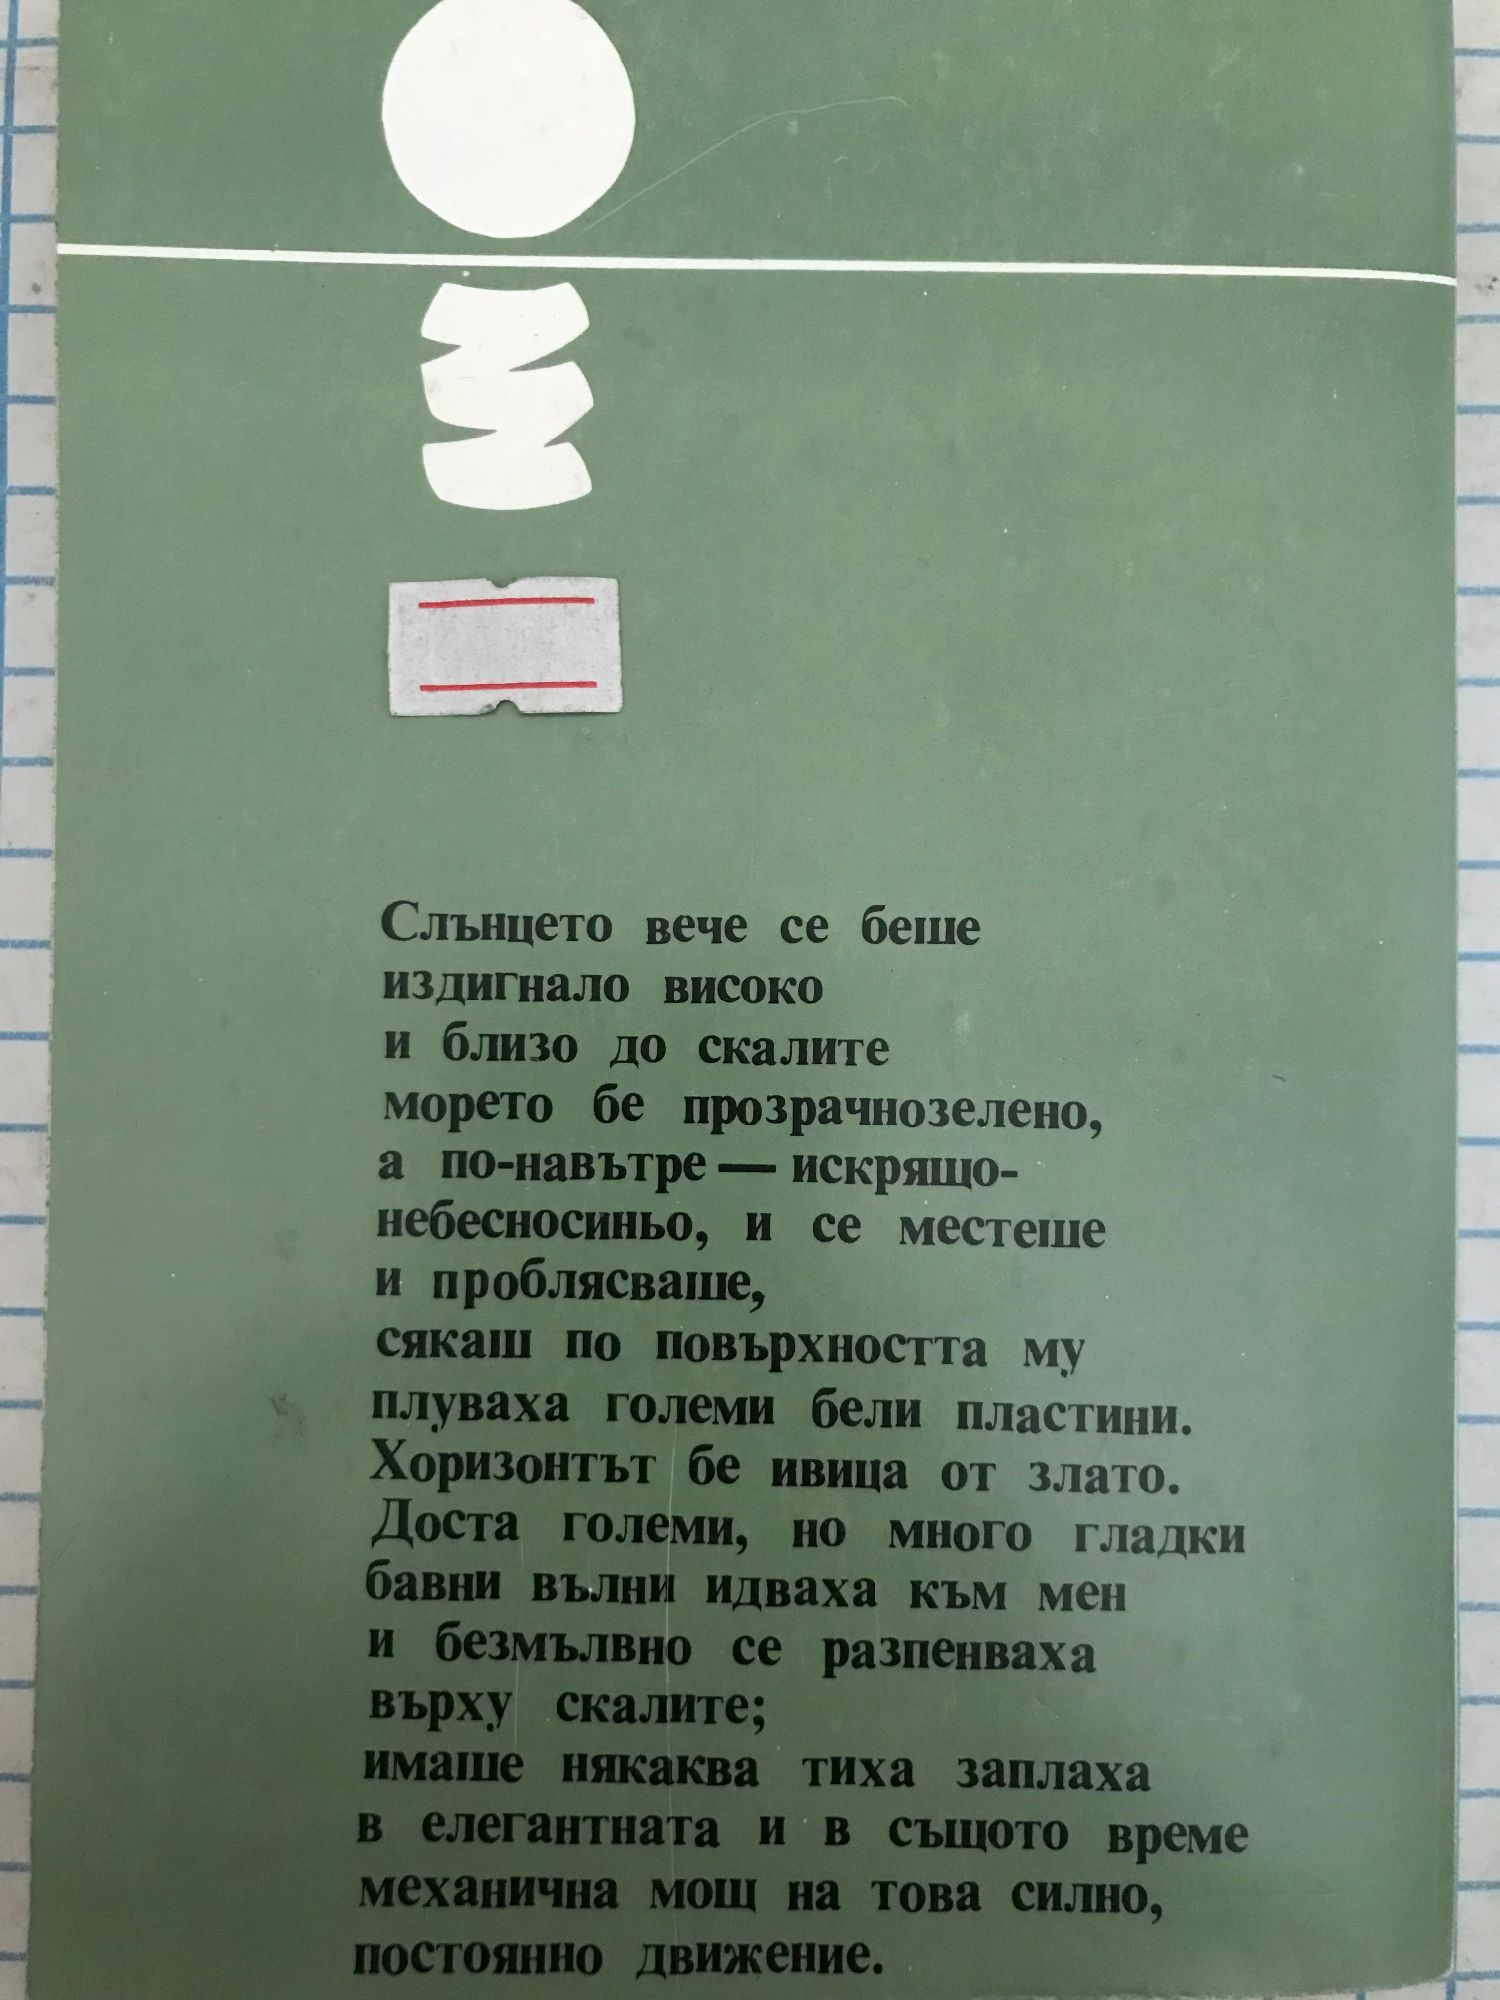 Слънцето вече се беше
издигнало високо
и близо до скалите
морето бе прозрачнозелено,
а по-навътре — искрящо-
небесносиньо, и се местеше
и проблясваше,
сякаш по повърхността му
плуваха големи бели пластини.
Хоризонтът бе ивица от злато.
Доста големи, но много гладки
бавни вълни идваха към мен
и безмълвно се разпенваха
върху скалите;
имаше някаква тиха заплаха
в елегантната и в същото време
механична мощ на това силно,
постоянно движение.